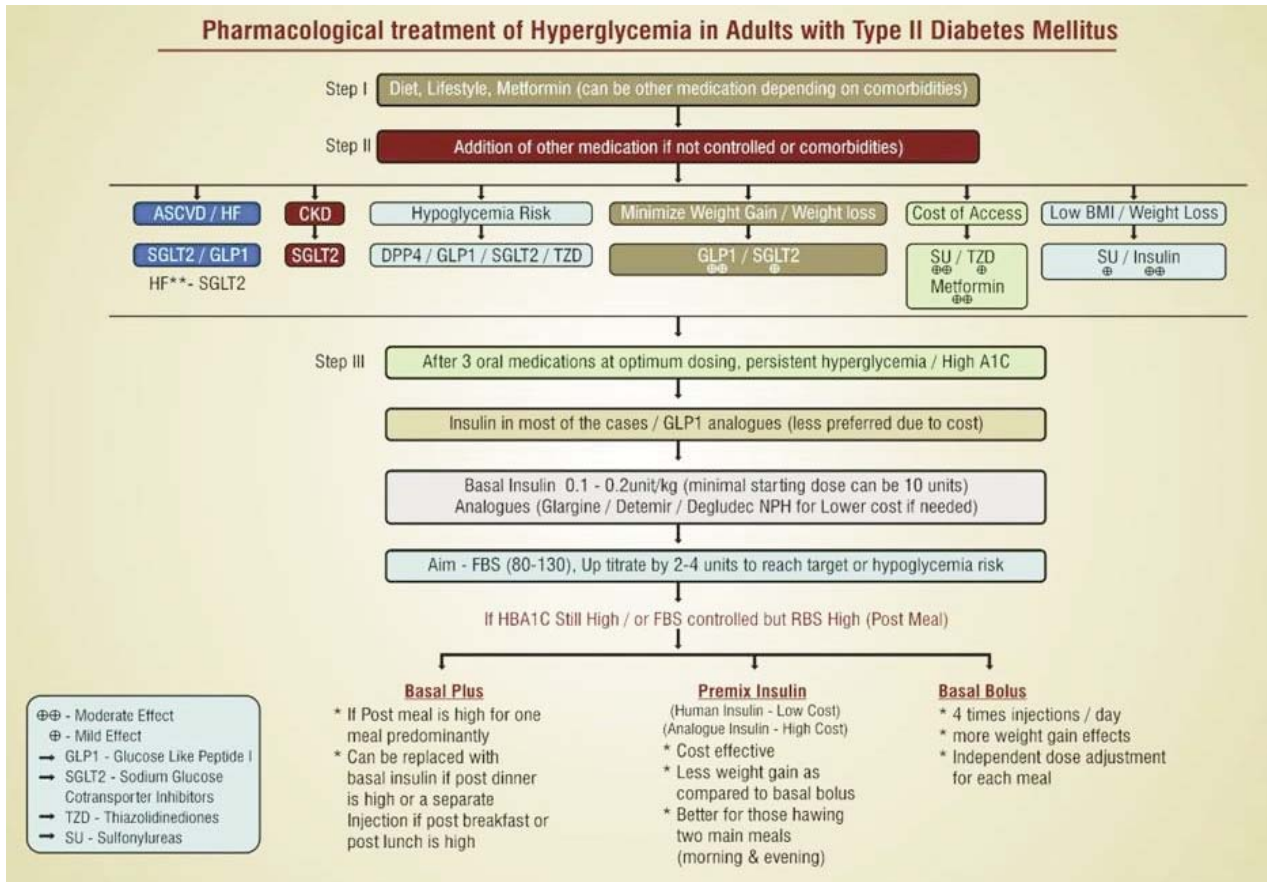 Pharmacological treatment of Hyperglycemia in Adults with Type II Diabetes Mellitus
Step I
Diet, Lifestyle, Metformin (can be other medication depending on comorbidities)
Step II
Addition of other medication if not controlled or comorbidities)
ASCVD / HF
SGLT2 / GLP1
HF**- SGLT2
CKD
SGLT2
Hypoglycemia Risk
DPP4 / GLP1 / SGLT2 / TZD
Minimize Weight Gain / Weight loss
GLP1 / SGLT2
⊕⊕ ⊕
Cost of Access
SU / TZD
⊕⊕ ⊕
Metformin
⊕⊕
Low BMI / Weight Loss
SU / Insulin
⊕ ⊕⊕
Step III
After 3 oral medications at optimum dosing, persistent hyperglycemia / High A1C
Insulin in most of the cases / GLP1 analogues (less preferred due to cost)
Basal Insulin 0.1 - 0.2unit/kg (minimal starting dose can be 10 units)
Analogues (Glargine / Detemir / Degludec NPH for Lower cost if needed)
Aim - FBS (80-130), Up titrate by 2-4 units to reach target or hypoglycemia risk
If HBA1C Still High / or FBS controlled but RBS High (Post Meal)
Basal Plus
* If Post meal is high for one
meal predominantly
* Can be replaced with
basal insulin if post dinner
is high or a separate
Injection if post breakfast or
post lunch is high
Premix Insulin
(Human Insulin - Low Cost)
(Analogue Insulin - High Cost)
* Cost effective
* Less weight gain as
compared to basal bolus
* Better for those hawing
two main meals
(morning & evening)
Basal Bolus
* 4 times injections / day
* more weight gain effects
* Independent dose adjustment
for each meal
⊕⊕ - Moderate Effect
⊕ - Mild Effect
→ GLP1 - Glucose Like Peptide I
→ SGLT2 - Sodium Glucose
Cotransporter Inhibitors
→ TZD - Thiazolidinediones
→ SU - Sulfonylureas